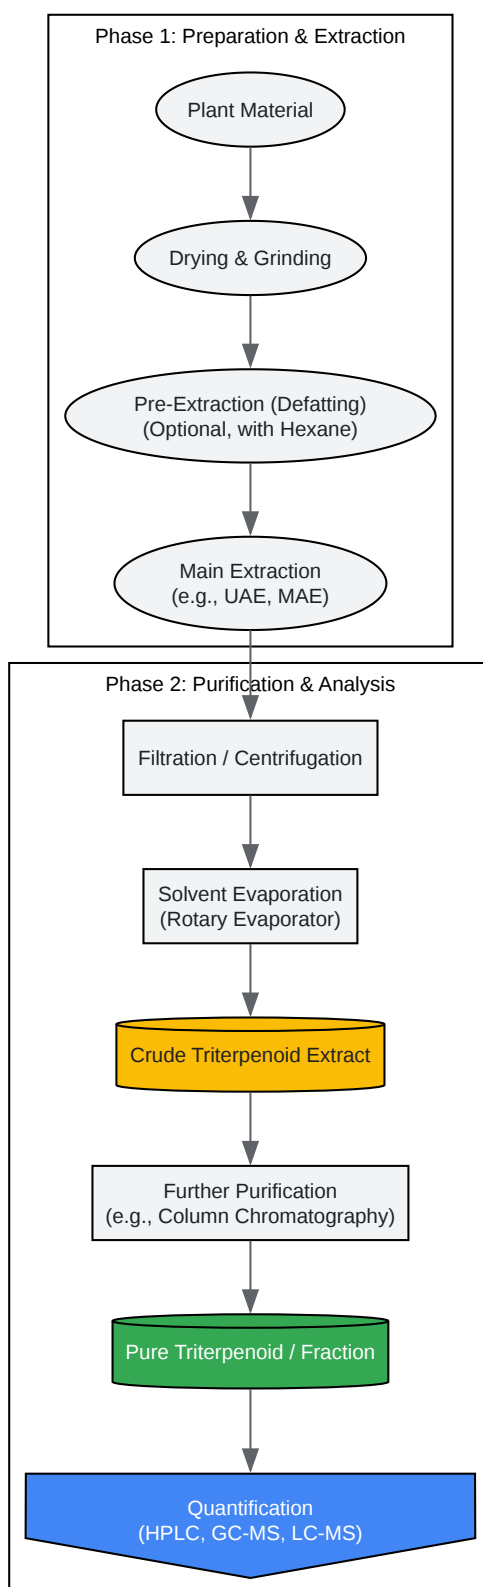 Phase 1: Preparation & Extraction
Plant Material
Drying & Grinding
Pre-Extraction (Defatting)
(Optional, with Hexane)
Main Extraction
(e.g., UAE, MAE)
Phase 2: Purification & Analysis
Filtration / Centrifugation
Solvent Evaporation
(Rotary Evaporator)
Crude Triterpenoid Extract
Further Purification
(e.g., Column Chromatography)
Pure Triterpenoid / Fraction
Quantification
(HPLC, GC-MS, LC-MS)